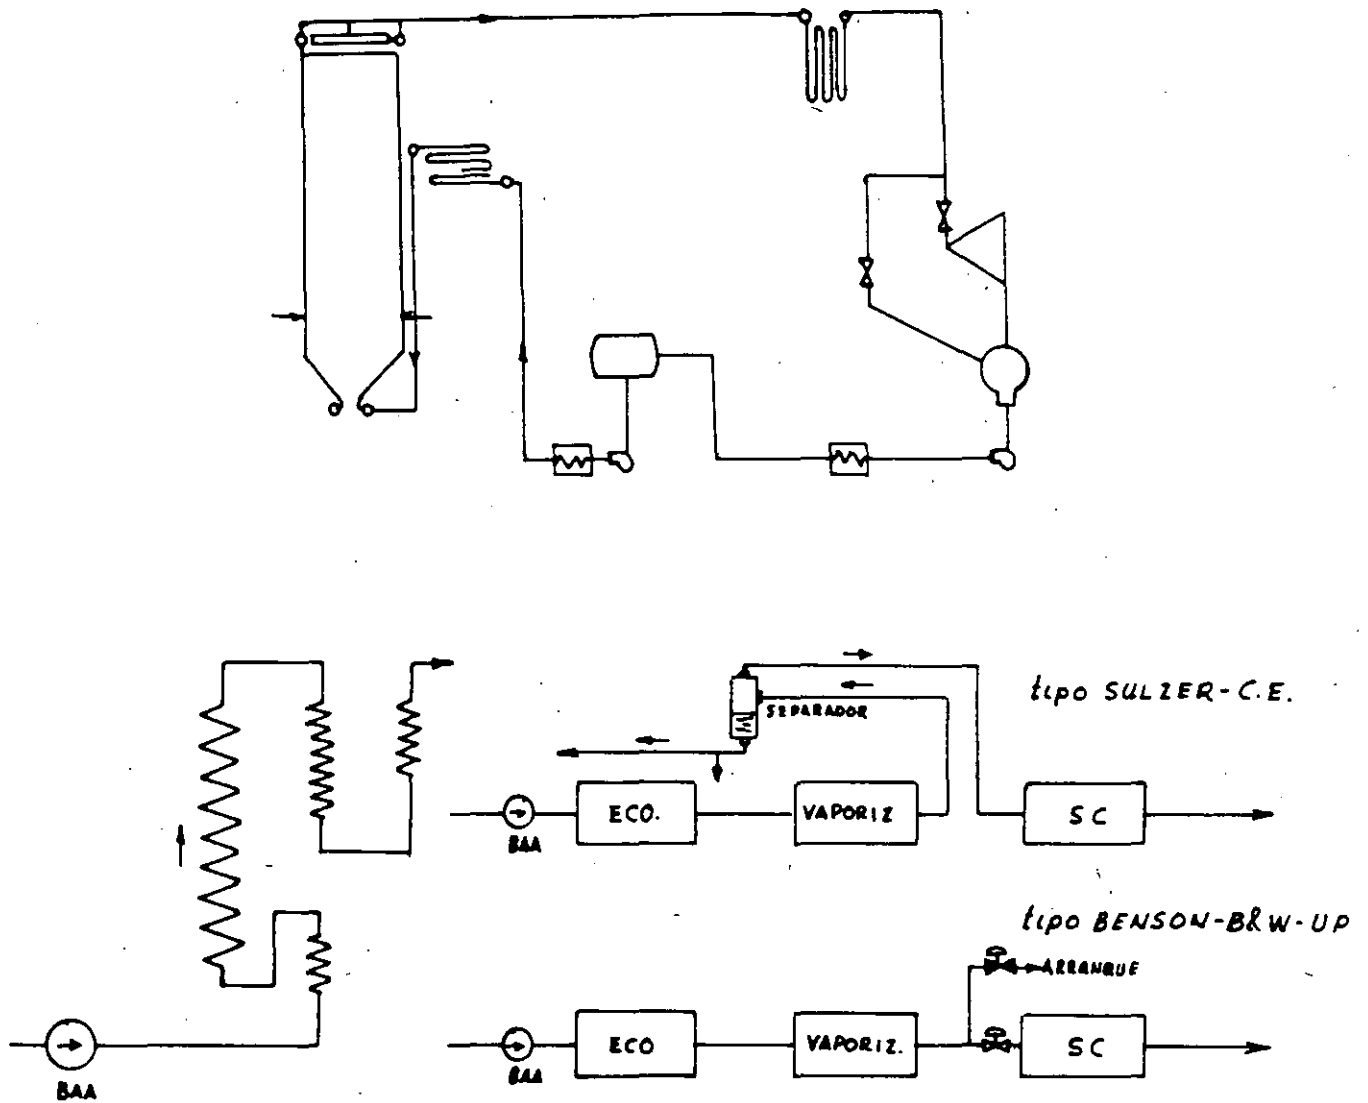 tipo SULZER-C.E.
SEPARADOR
ECO.
VAPORIZ
SC
BAA
tipo BENSON-B&W-UP
ARRANQUE
ECO
VAPORIZ.
SC
BAA
BAA